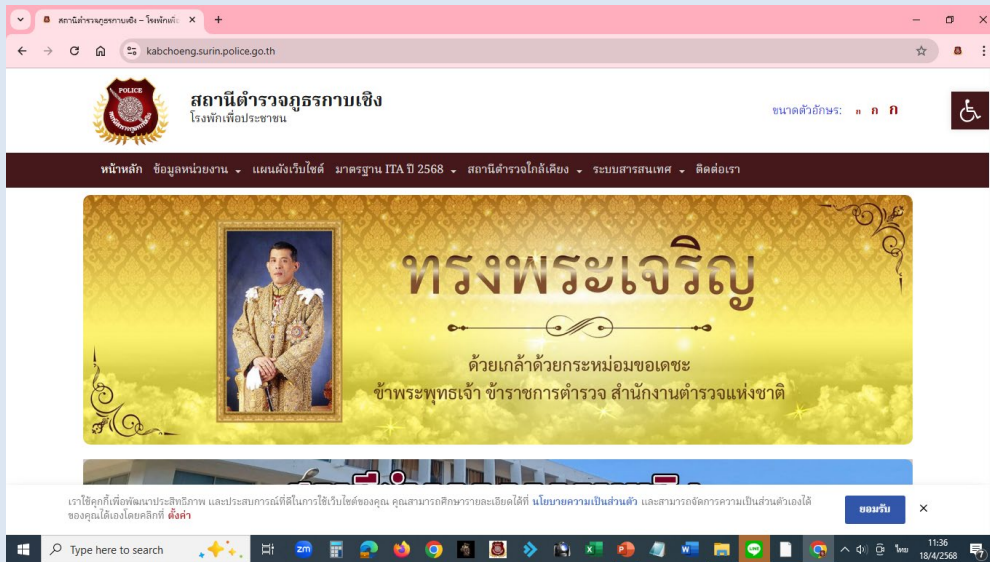 สถานีตำรวจภูธรกาบเชิง – โรงพักเพื่อ
kabchoeng.surin.police.go.th
POLICE
สถานีตำรวจภูธรกาบเชิง
โรงพักเพื่อประชาชน
ขนาดตัวอักษร: ก ก ก
หน้าหลัก ข้อมูลหน่วยงาน แผนผังเว็บไซต์ มาตรฐาน ITA ปี 2568 สถานีตำรวจใกล้เคียง ระบบสารสนเทศ ติดต่อเรา
ทรงพระเจริญ
ด้วยเกล้าด้วยกระหม่อมขอเดชะ
ข้าพระพุทธเจ้า ข้าราชการตำรวจ สำนักงานตำรวจแห่งชาติ
เราใช้คุกกี้เพื่อพัฒนาประสิทธิภาพ และประสบการณ์ที่ดีในการใช้เว็บไซต์ของคุณ คุณสามารถศึกษารายละเอียดได้ที่ นโยบายความเป็นส่วนตัว และสามารถจัดการความเป็นส่วนตัวเองได้
ของคุณได้เองโดยคลิกที่ ตั้งค่า
ยอมรับ
Type here to search
zm
ไทย
11:36
18/4/2568